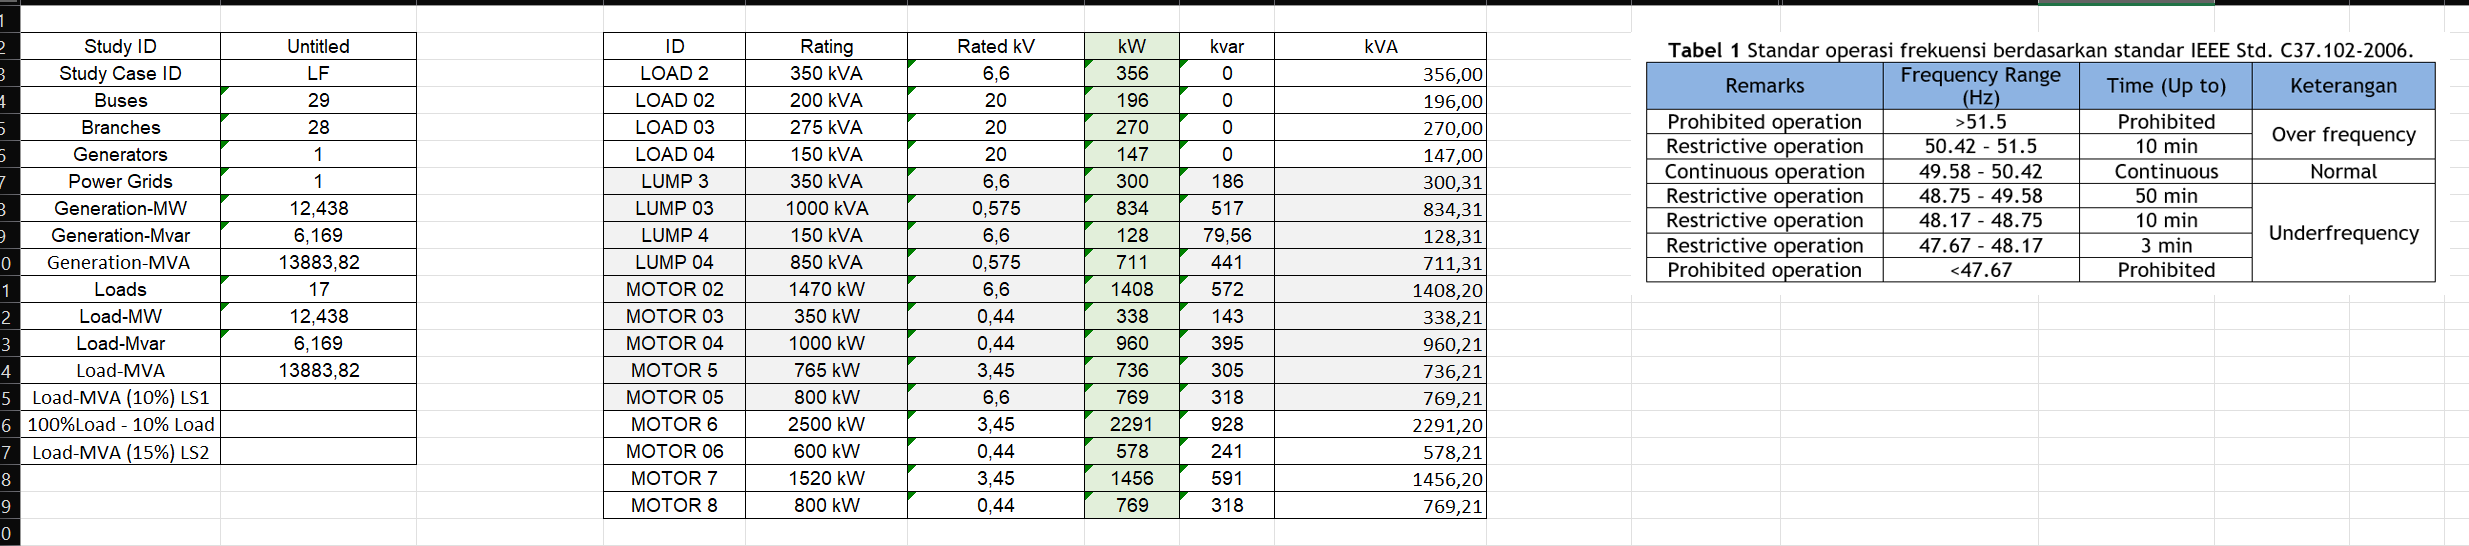 1
2 Study ID Untitled ID Rating Rated kV kW kvar kVA
3 Study Case ID LF LOAD 2 350 kVA 6,6 356 0 356,00
4 Buses 29 LOAD 02 200 kVA 20 196 0 196,00
5 Branches 28 LOAD 03 275 kVA 20 270 0 270,00
6 Generators 1 LOAD 04 150 kVA 20 147 0 147,00
7 Power Grids 1 LUMP 3 350 kVA 6,6 300 186 300,31
8 Generation-MW 12,438 LUMP 03 1000 kVA 0,575 834 517 834,31
9 Generation-Mvar 6,169 LUMP 4 150 kVA 6,6 128 79,56 128,31
0 Generation-MVA 13883,82 LUMP 04 850 kVA 0,575 711 441 711,31
1 Loads 17 MOTOR 02 1470 kW 6,6 1408 572 1408,20
2 Load-MW 12,438 MOTOR 03 350 kW 0,44 338 143 338,21
3 Load-Mvar 6,169 MOTOR 04 1000 kW 0,44 960 395 960,21
4 Load-MVA 13883,82 MOTOR 5 765 kW 3,45 736 305 736,21
5 Load-MVA (10%) LS1 MOTOR 05 800 kW 6,6 769 318 769,21
6 100%Load - 10% Load MOTOR 6 2500 kW 3,45 2291 928 2291,20
7 Load-MVA (15%) LS2 MOTOR 06 600 kW 0,44 578 241 578,21
8 MOTOR 7 1520 kW 3,45 1456 591 1456,20
9 MOTOR 8 800 kW 0,44 769 318 769,21
0
Tabel 1 Standar operasi frekuensi berdasarkan standar IEEE Std. C37.102-2006.
Remarks Frequency Range (Hz) Time (Up to) Keterangan
Prohibited operation >51.5 Prohibited Over frequency
Restrictive operation 50.42 - 51.5 10 min
Continuous operation 49.58 - 50.42 Continuous Normal
Restrictive operation 48.75 - 49.58 50 min Underfrequency
Restrictive operation 48.17 - 48.75 10 min
Restrictive operation 47.67 - 48.17 3 min
Prohibited operation <47.67 Prohibited